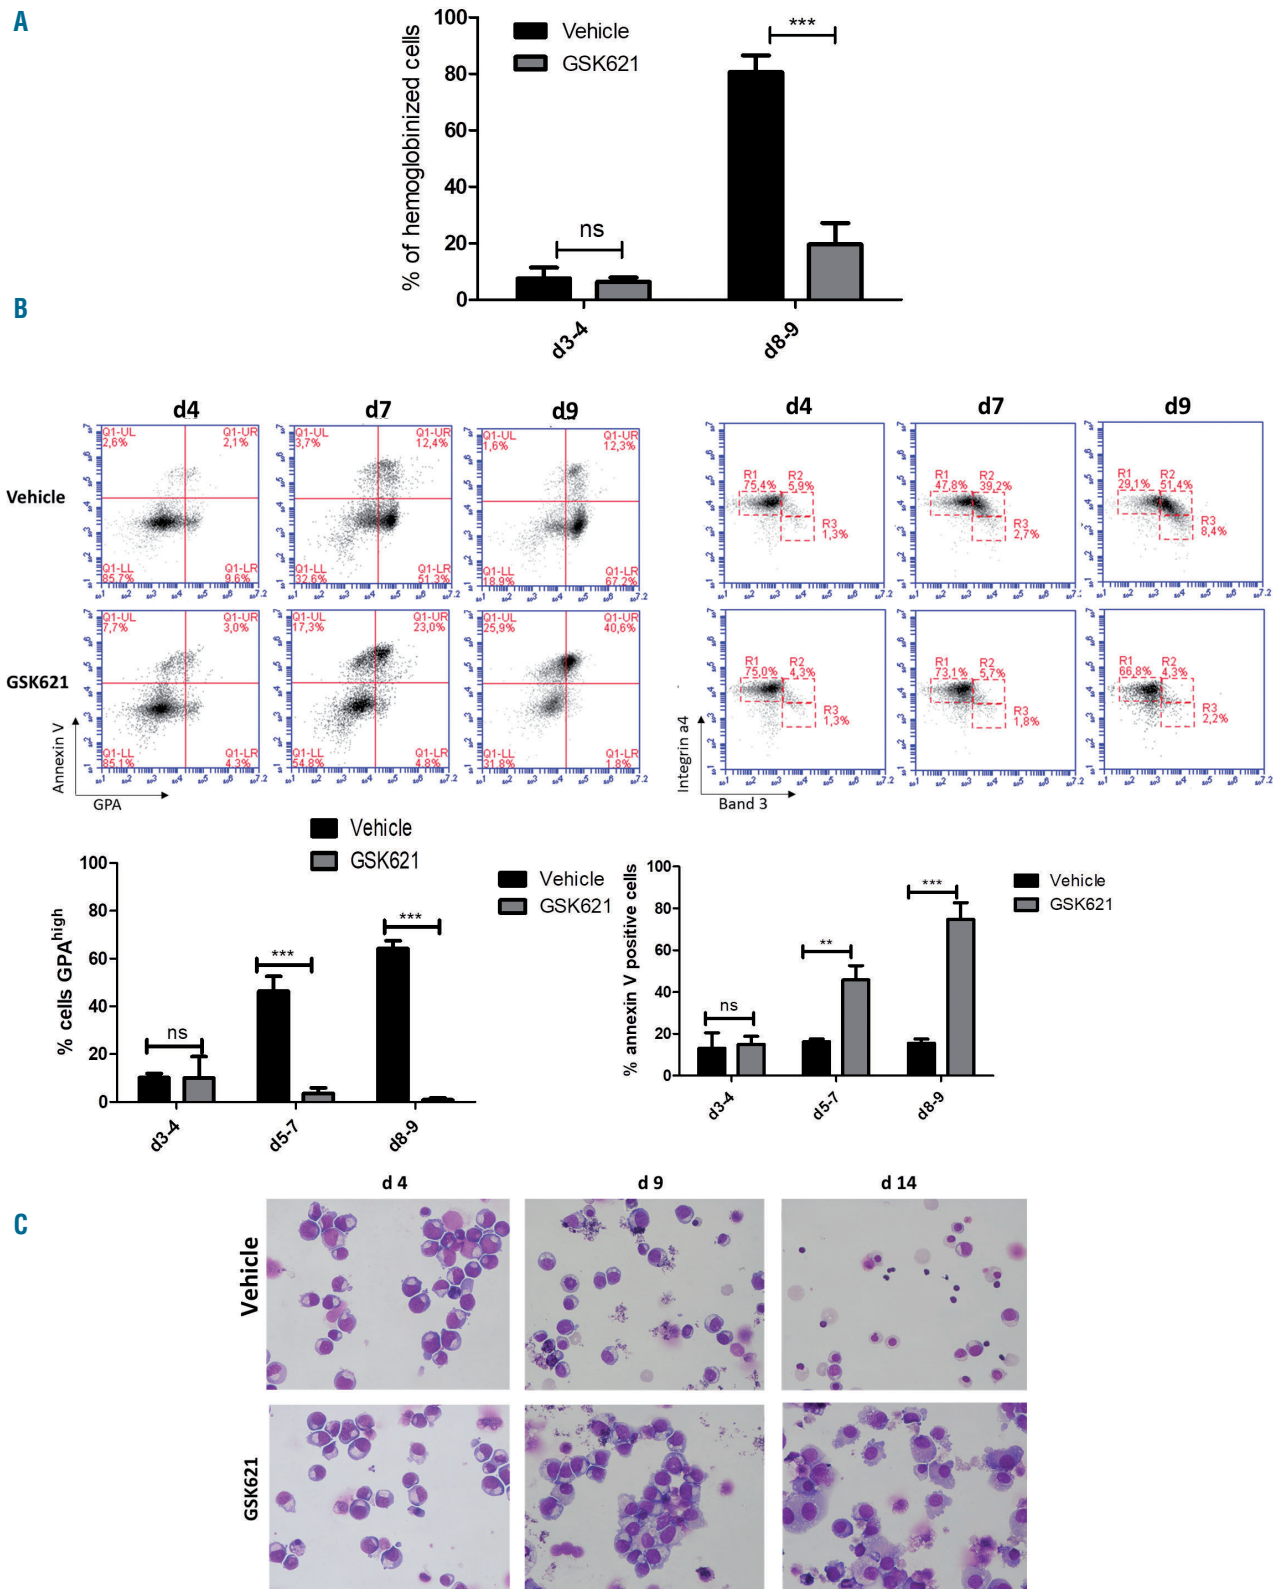 A
% of hemoglobinized cells
100
80
60
40
20
0
Vehicle
GSK621
ns
***
d3-4
d8-9
B
d4
d7
d9
d4
d7
d9
Vehicle
Q1-UL
2,6%
Q1-UR
2,1%
Q1-LL
85,7%
Q1-LR
9,6%
Q1-UL
3,7%
Q1-UR
12,4%
Q1-LL
32,6%
Q1-LR
51,3%
Q1-UL
1,6%
Q1-UR
12,3%
Q1-LL
18,9%
Q1-LR
67,2%
R1
75,4%
R2
5,9%
R3
1,3%
R1
47,8%
R2
39,2%
R3
2,7%
R1
29,1%
R2
51,4%
R3
8,4%
GSK621
Q1-UL
7,7%
Q1-UR
3,0%
Q1-LL
85,1%
Q1-LR
4,3%
Q1-UL
17,3%
Q1-UR
23,0%
Q1-LL
54,8%
Q1-LR
4,8%
Q1-UL
25,9%
Q1-UR
40,6%
Q1-LL
31,8%
Q1-LR
1,8%
R1
75,0%
R2
4,3%
R3
1,3%
R1
73,1%
R2
5,7%
R3
1,8%
R1
66,8%
R2
4,3%
R3
2,2%
Annexin V
GPA
Integrin a4
Band 3
Vehicle
GSK621
Vehicle
GSK621
% cells GPAhigh
100
80
60
40
20
0
ns
***
***
d3-4
d5-7
d8-9
% annexin V positive cells
100
80
60
40
20
0
ns
**
***
Vehicle
GSK621
d3-4
d5-7
d8-9
C
d 4
d 9
d 14
Vehicle
GSK621